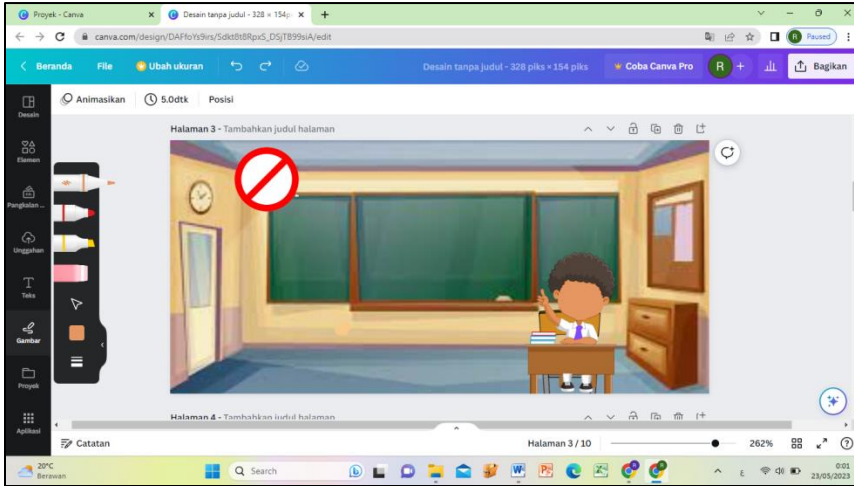 Proyek - Canva
Desain tanpa judul - 328 × 154p
canva.com/design/DAFfoYs9irs/Sdkt8t8RpxS_DSjTB99siA/edit
Paused
Beranda File Ubah ukuran
Desain tanpa judul - 328 piks × 154 piks
Coba Canva Pro
R
Bagikan
Animasikan 5.0dtk Posisi
Desain
Elemen
Pangkalan ...
Unggahan
Teks
Gambar
Proyek
Aplikasi
Halaman 3 - Tambahkan judul halaman
Halaman 4 - Tambahkan judul halaman
Catatan
Halaman 3 / 10
262%
20°C
Berawan
Search
0:01
23/05/2023